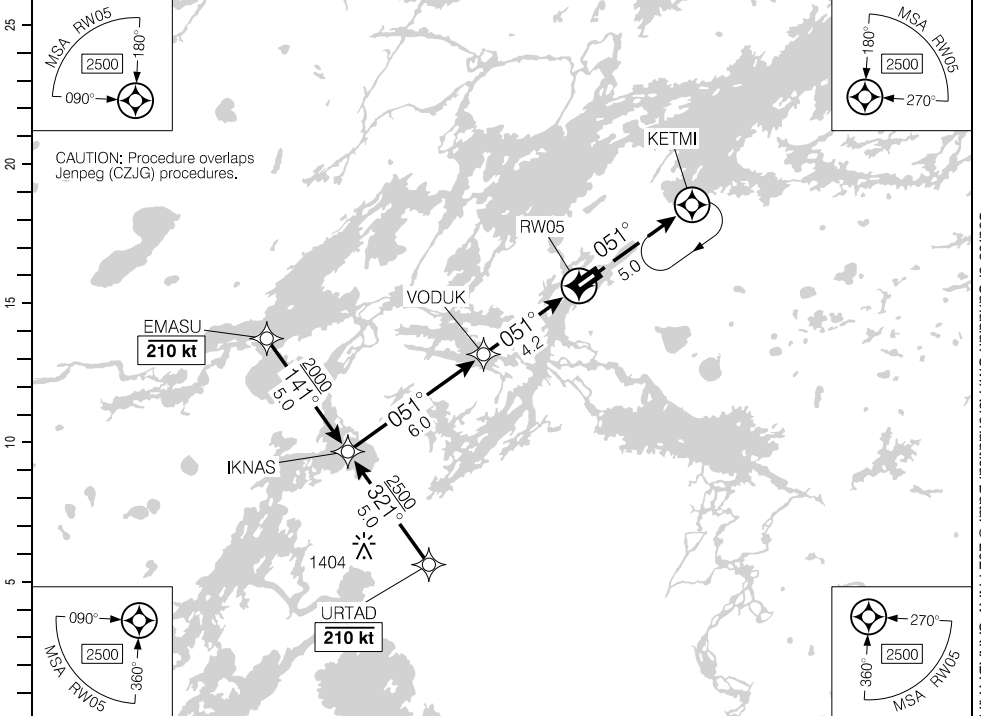 25
20
15
10
5
MSA RW05
180°
2500
090°
MSA RW05
180°
2500
270°
CAUTION: Procedure overlaps
Jenpeg (CZJG) procedures.
KETMI
RW05
051°
5.0
VODUK
051°
4.2
EMASU
210 kt
2000
141°
5.0
051°
6.0
IKNAS
2500
321°
5.0
1404
URTAD
210 kt
090°
2500
360°
MSA RW05
270°
2500
360°
MSA RW05